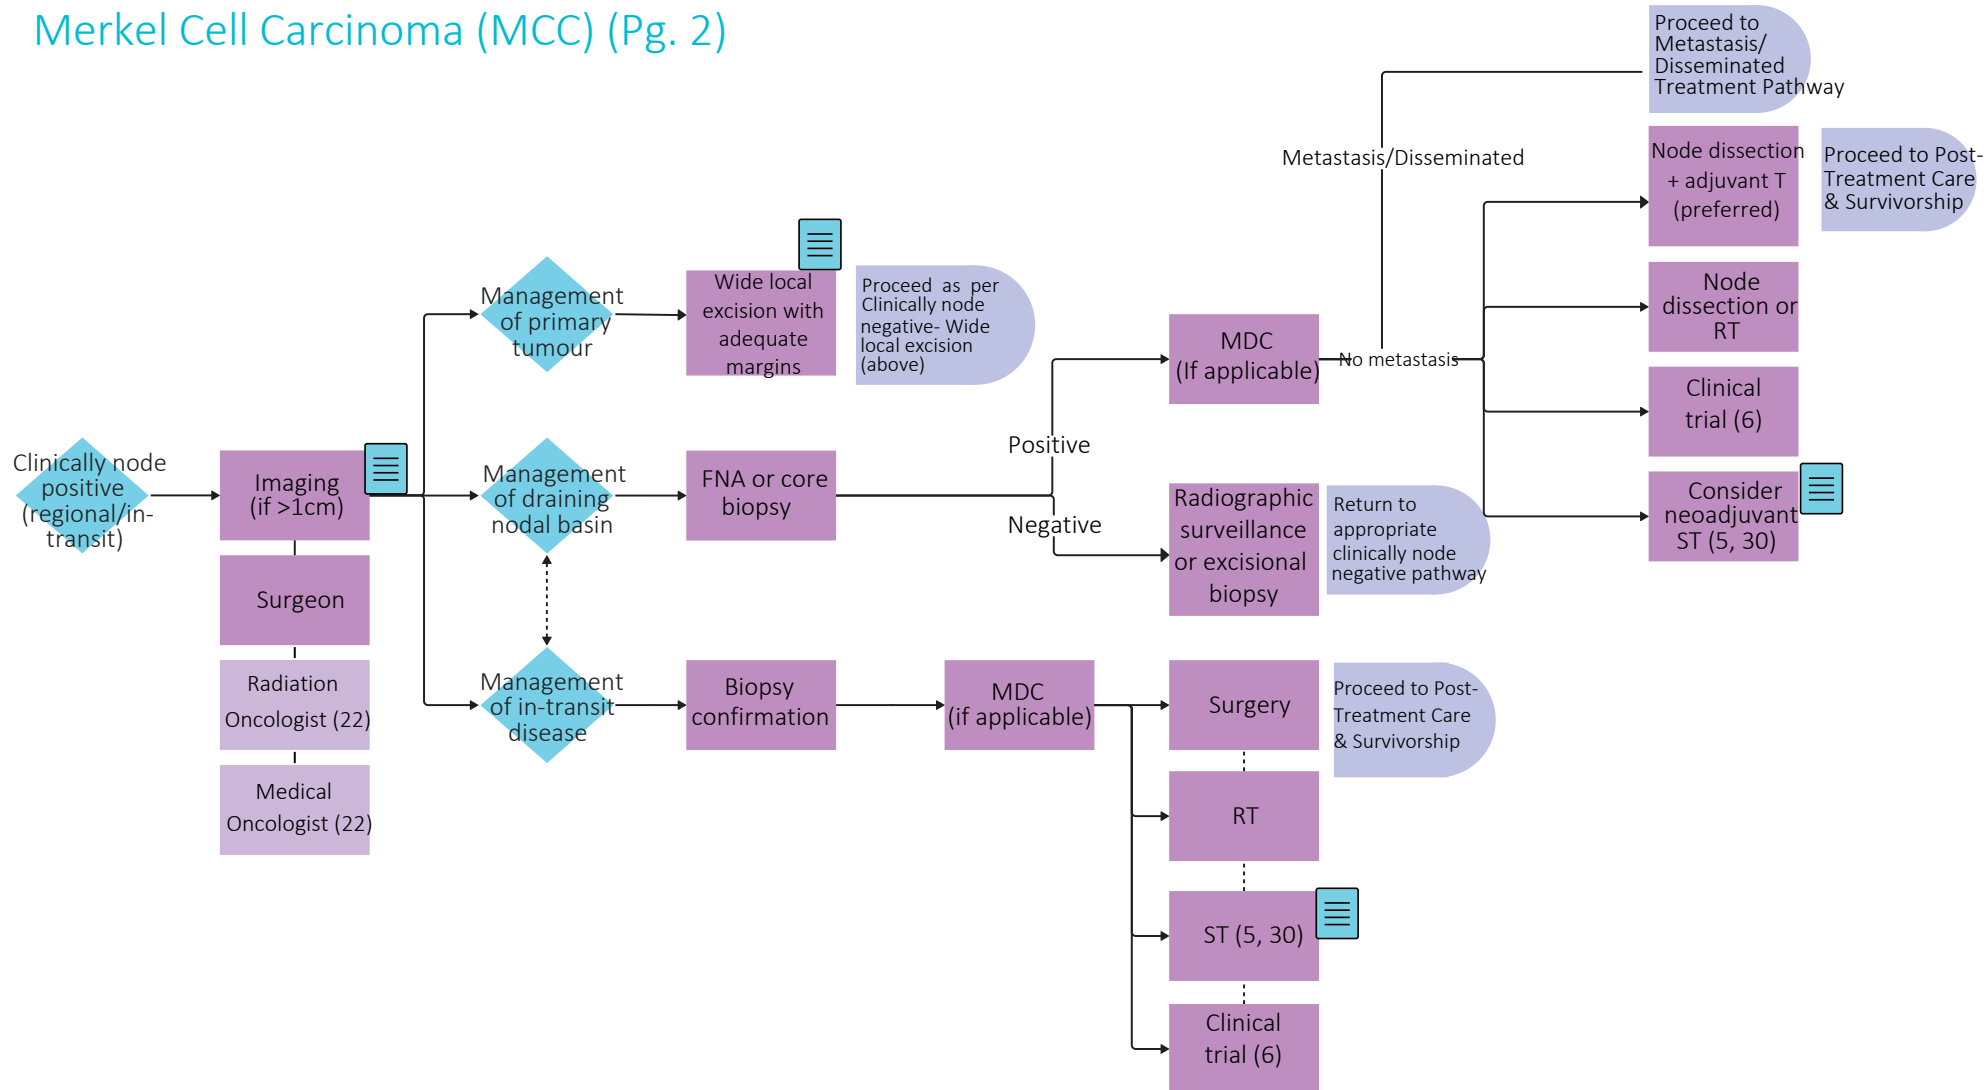 Merkel Cell Carcinoma (MCC) (Pg. 2)
Clinically node
positive
(regional/in-
transit)
Imaging
(if >1cm)
Surgeon
Radiation
Oncologist (22)
Medical
Oncologist (22)
Management
of primary
tumour
Wide local
excision with
adequate
margins
Proceed as per
Clinically node
negative- Wide
local excision
(above)
Management
of draining
nodal basin
FNA or core
biopsy
Positive
Negative
MDC
(If applicable)
Metastasis/Disseminated
No metastasis
Proceed to
Metastasis/
Disseminated
Treatment Pathway
Node dissection
+ adjuvant T
(preferred)
Proceed to Post-
Treatment Care
& Survivorship
Node
dissection or
RT
Clinical
trial (6)
Consider
neoadjuvant
ST (5, 30)
Radiographic
surveillance
or excisional
biopsy
Return to
appropriate
clinically node
negative pathway
Management
of in-transit
disease
Biopsy
confirmation
MDC
(if applicable)
Surgery
Proceed to Post-
Treatment Care
& Survivorship
RT
ST (5, 30)
Clinical
trial (6)